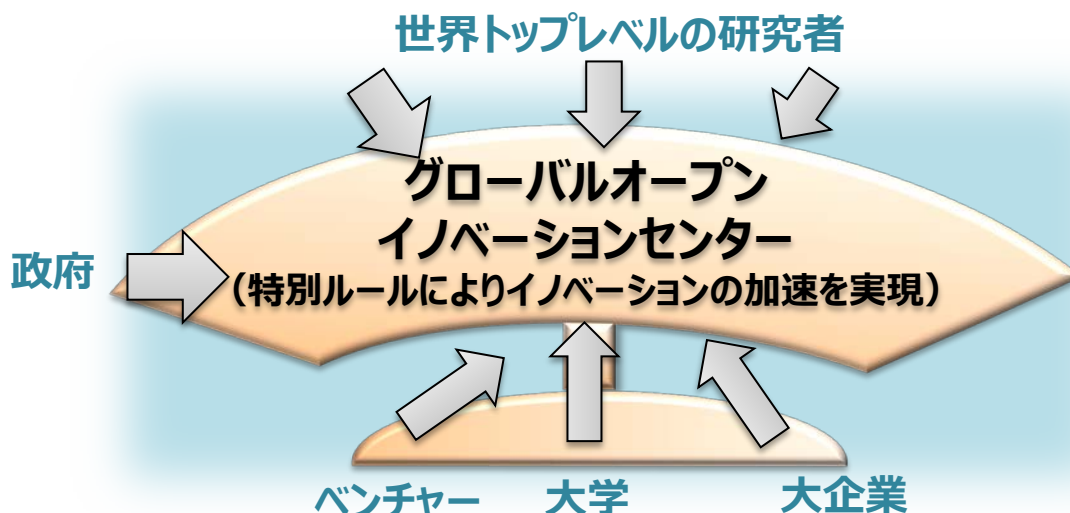 世界トップレベルの研究者
グローバルオープン
イノベーションセンター
政府
（特別ルールによりイノベーションの加速を実現）
ベンチャー
大学
大企業